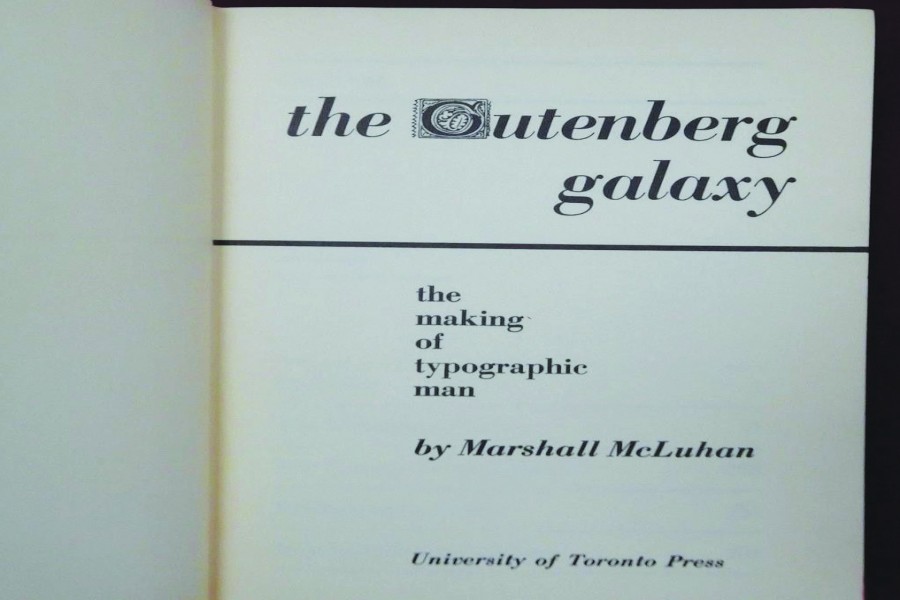 the Gutenberg
galaxy
the
making
of
typographic
man
by Marshall McLuhan
University of Toronto Press